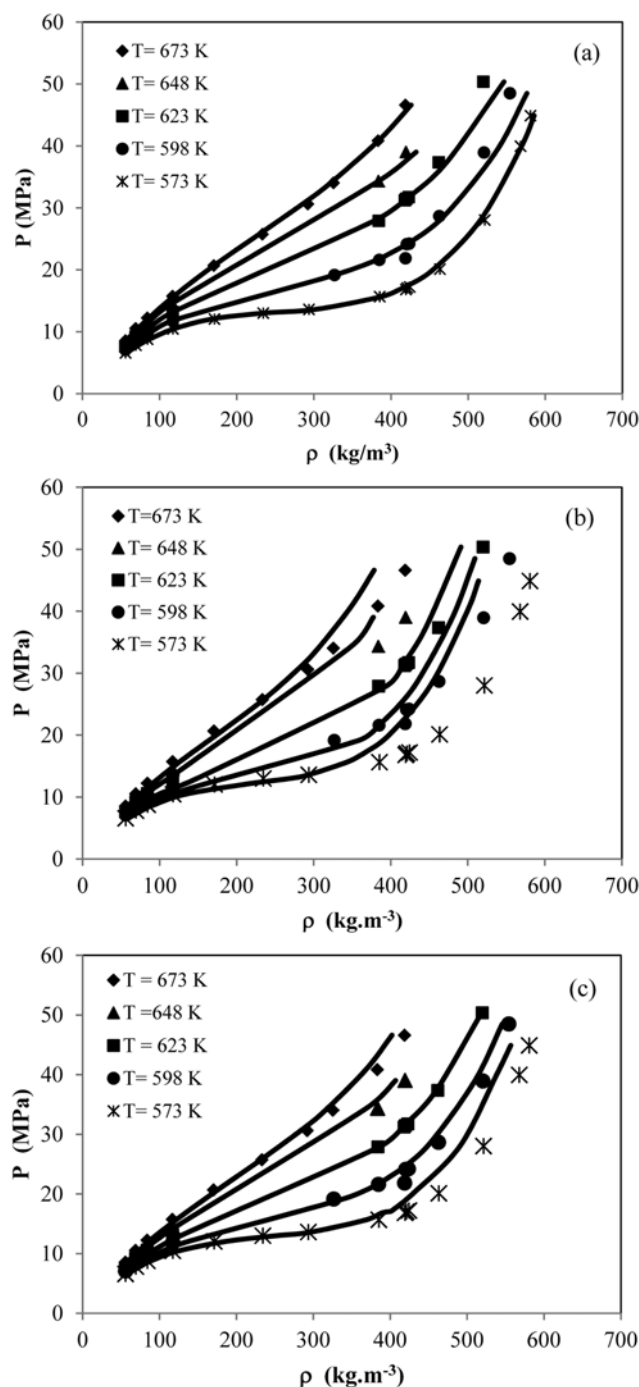 60
(a)
T= 673 K
50
T= 648 K
T= 623 K
40
T= 598 K
T= 573 K
P (MPa)
30
20
10
0
0 100 200 300 400 500 600 700
ρ (kg/m³)
60
(b)
T=673 K
50
T= 648 K
T= 623 K
40
T= 598 K
T= 573 K
P (MPa)
30
20
10
0
0 100 200 300 400 500 600 700
ρ (kg.m⁻³)
60
(c)
T = 673 K
50
T =648 K
T = 623 K
40
T = 598 K
T = 573 K
P (MPa)
30
20
10
0
0 100 200 300 400 500 600 700
ρ (kg.m⁻³)